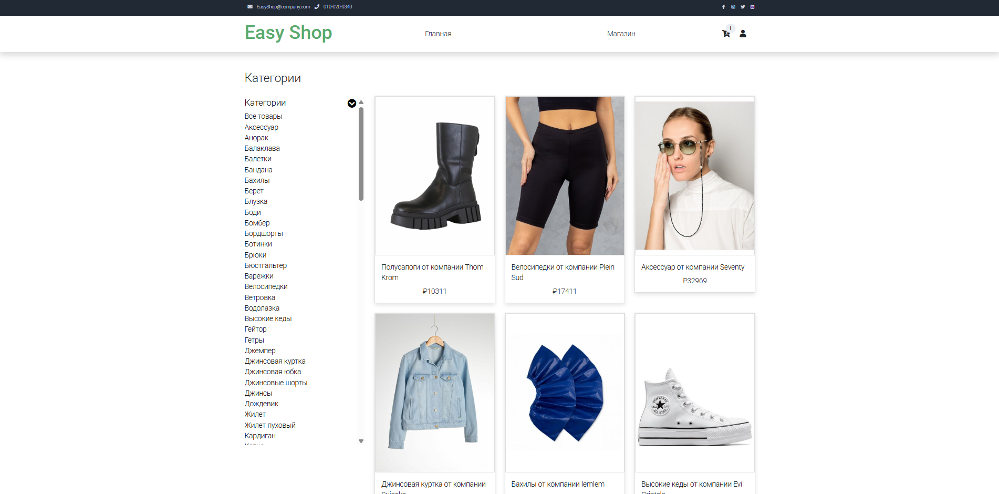 EasyShop@company.com 010-020-0340
Easy Shop
Главная
Магазин
1
Категории
Категории
Все товары
Аксессуар
Анорак
Балаклава
Балетки
Бандана
Бахилы
Берет
Блузка
Боди
Бомбер
Бордшорты
Ботинки
Брюки
Бюстгальтер
Варежки
Велосипедки
Ветровка
Водолазка
Высокие кеды
Гейтор
Гетры
Джемпер
Джинсовая куртка
Джинсовая юбка
Джинсовые шорты
Джинсы
Дождевик
Жилет
Жилет пуховый
Кардиган
Полусапоги от компании Thom
Krom
₽10311
Велосипедки от компании Plein
Sud
₽17411
Аксессуар от компании Seventy
₽32969
Джинсовая куртка от компании
Бахилы от компании lemlem
CONVERSE
ALL STAR
Высокие кеды от компании Evi